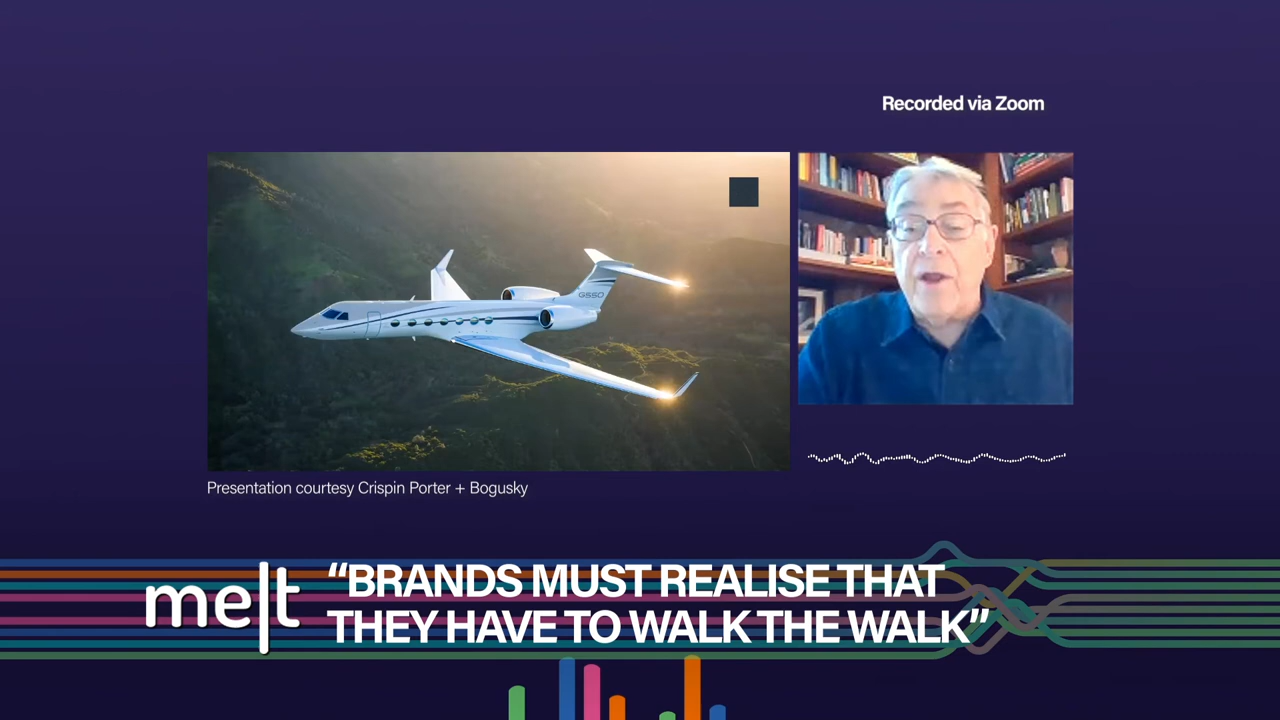 Recorded via Zoom
G550
Presentation courtesy Crispin Porter + Bogusky
melt
“BRANDS MUST REALISE THAT
THEY HAVE TO WALK THE WALK”